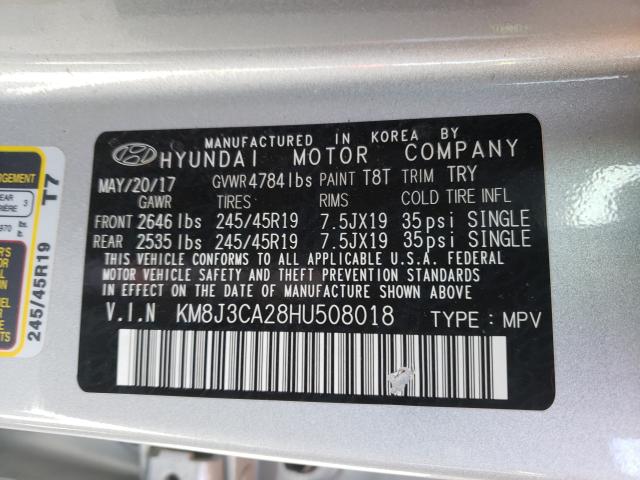 MANUFACTURED IN KOREA BY
HYUNDAI MOTOR COMPANY
MAY/20/17 GVWR 4784lbs PAINT T8T TRIM TRY
GAWR TIRES RIMS COLD TIRE INFL
FRONT 2646 lbs 245/45R19 7.5JX19 35psi SINGLE
REAR 2535 lbs 245/45R19 7.5JX19 35psi SINGLE
THIS VEHICLE CONFORMS TO ALL APPLICABLE U.S.A. FEDERAL
MOTOR VEHICLE SAFETY AND THEFT PREVENTION STANDARDS
IN EFFECT ON THE DATE OF MANUFACTURE SHOWN ABOVE.
V.I.N KM8J3CA28HU508018 TYPE : MPV
3
lbs.
245/45R19 T7